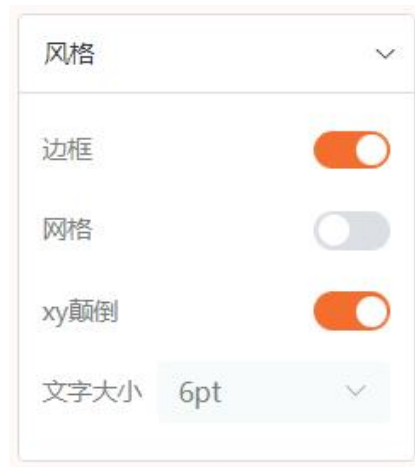 风格
边框
网格
xy颠倒
文字大小 6pt